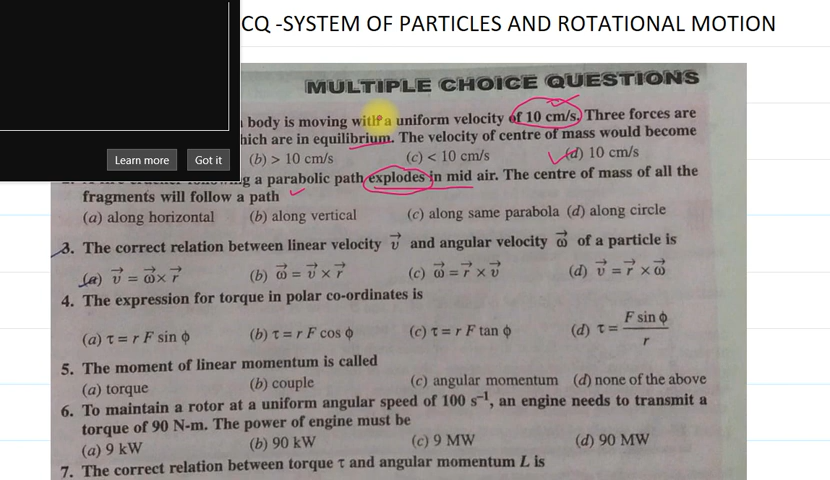 CQ -SYSTEM OF PARTICLES AND ROTATIONAL MOTION
MULTIPLE CHOICE QUESTIONS
body is moving with a uniform velocity of 10 cm/s. Three forces are
hich are in equilibrium. The velocity of centre of mass would become
(b) > 10 cm/s (c) < 10 cm/s (d) 10 cm/s
Learn more Got it
g a parabolic path explodes in mid air. The centre of mass of all the
fragments will follow a path
(a) along horizontal (b) along vertical (c) along same parabola (d) along circle
3. The correct relation between linear velocity v⃗ and angular velocity ω⃗ of a particle is
(a) v⃗ = ω⃗ × r⃗ (b) ω⃗ = v⃗ × r⃗ (c) ω⃗ = r⃗ × v⃗ (d) v⃗ = r⃗ × ω⃗
4. The expression for torque in polar co-ordinates is
(a) τ = r F sin ϕ (b) τ = r F cos ϕ (c) τ = r F tan ϕ (d) τ = F sin ϕ / r
5. The moment of linear momentum is called
(a) torque (b) couple (c) angular momentum (d) none of the above
6. To maintain a rotor at a uniform angular speed of 100 s⁻¹, an engine needs to transmit a
torque of 90 N-m. The power of engine must be
(a) 9 kW (b) 90 kW (c) 9 MW (d) 90 MW
7. The correct relation between torque τ and angular momentum L is